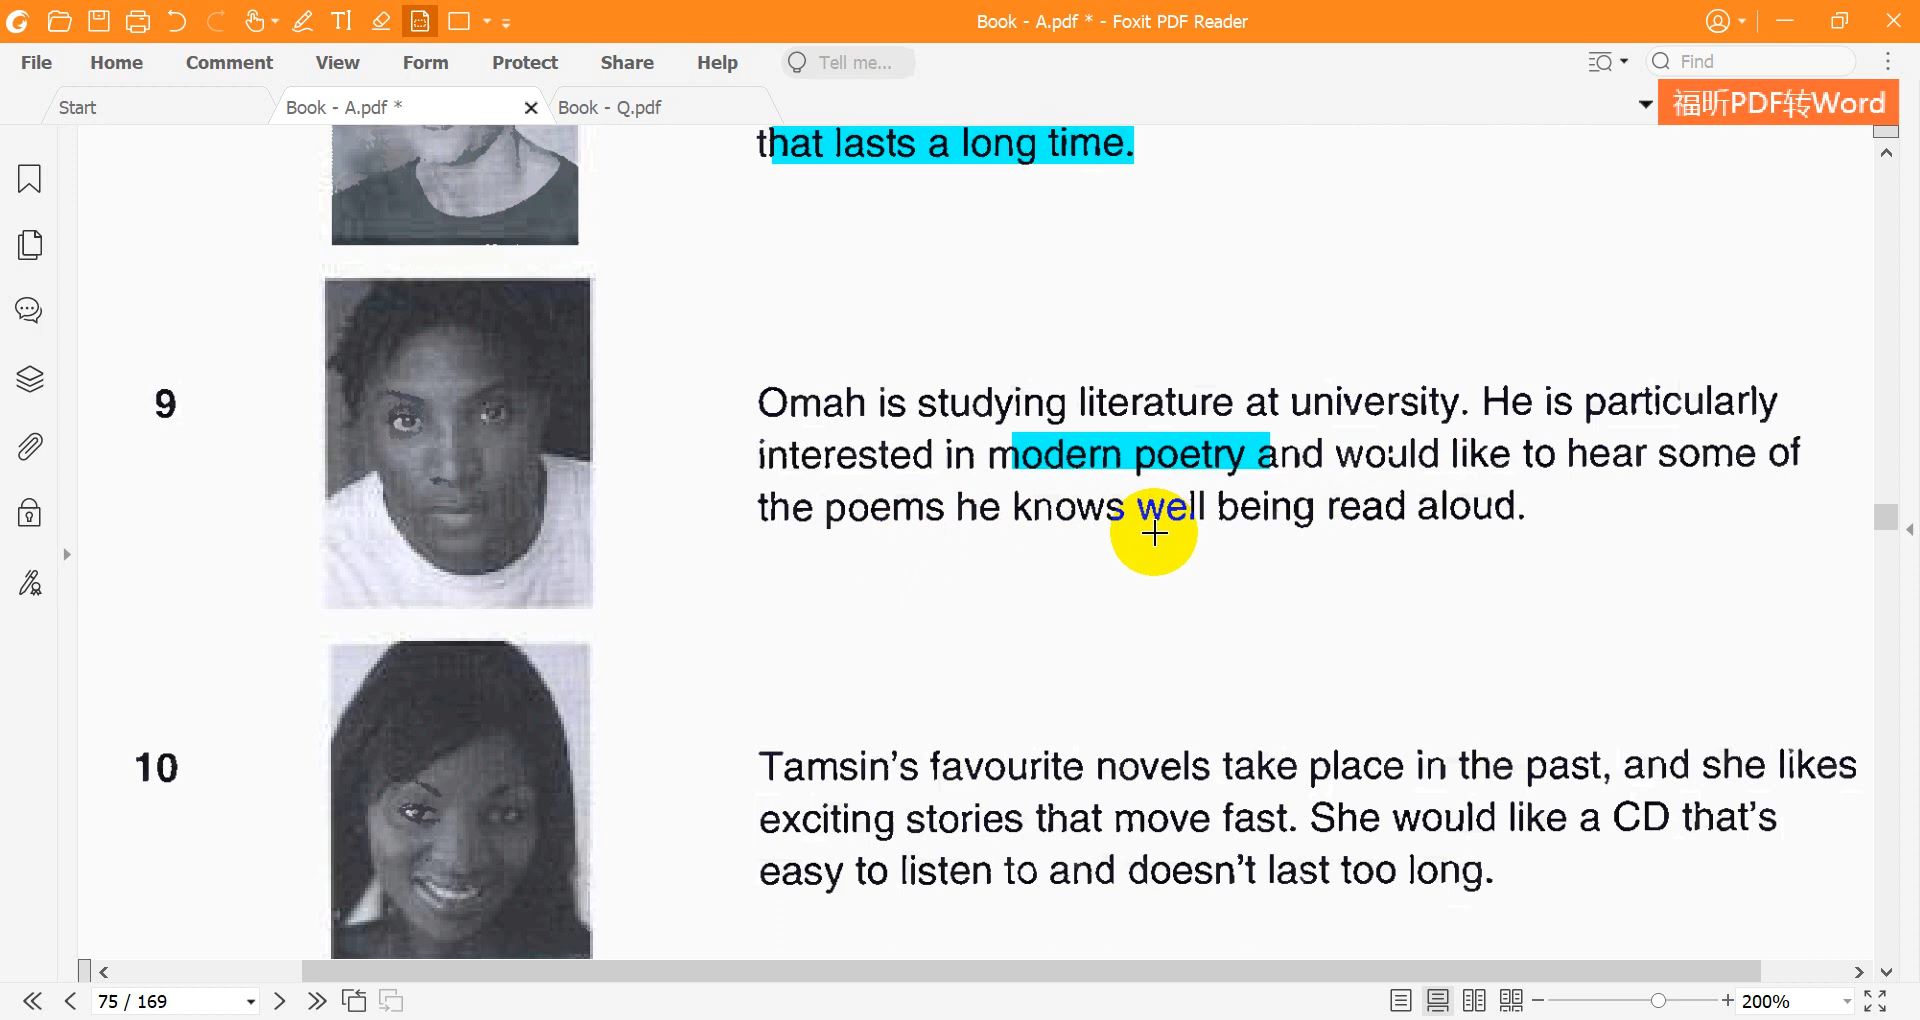 Book - A.pdf * - Foxit PDF Reader
File Home Comment View Form Protect Share Help Tell me... Find
Start Book - A.pdf * Book - Q.pdf 福昕PDF转Word
that lasts a long time.
9
Omah is studying literature at university. He is particularly
interested in modern poetry and would like to hear some of
the poems he knows well being read aloud.
10
Tamsin's favourite novels take place in the past, and she likes
exciting stories that move fast. She would like a CD that's
easy to listen to and doesn't last too long.
75 / 169 200%